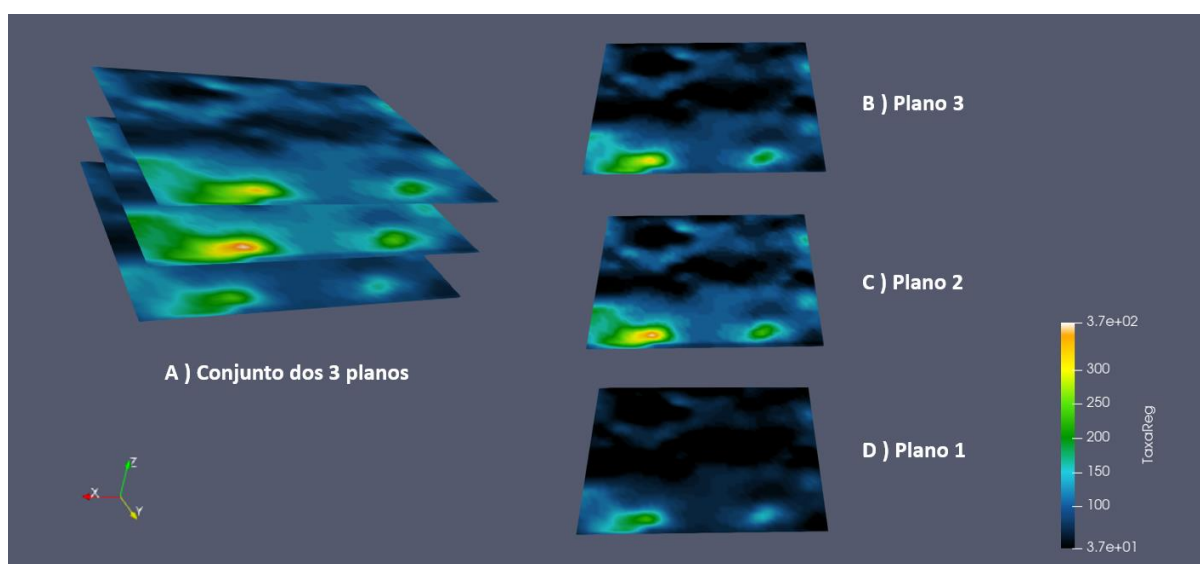 B ) Plano 3
C ) Plano 2
A ) Conjunto dos 3 planos
D ) Plano 1
3.7e+02
300
250
200
150
100
3.7e+01
TaxaReg
Z
X
Y